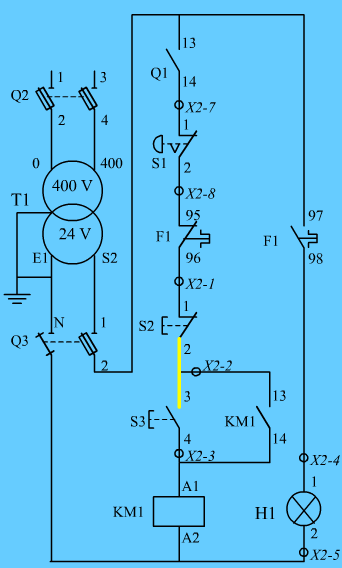 13
Q1
14
X2-7
1
S1
2
X2-8
95
F1
96
X2-1
1
S2
2
X2-2
3
S3
4
X2-3
13
KM1
14
A1
KM1
A2
97
F1
98
X2-4
1
H1
2
X2-5
1 3
Q2
2 4
0 400
T1
400 V
24 V
E1 S2
N 1
Q3
2